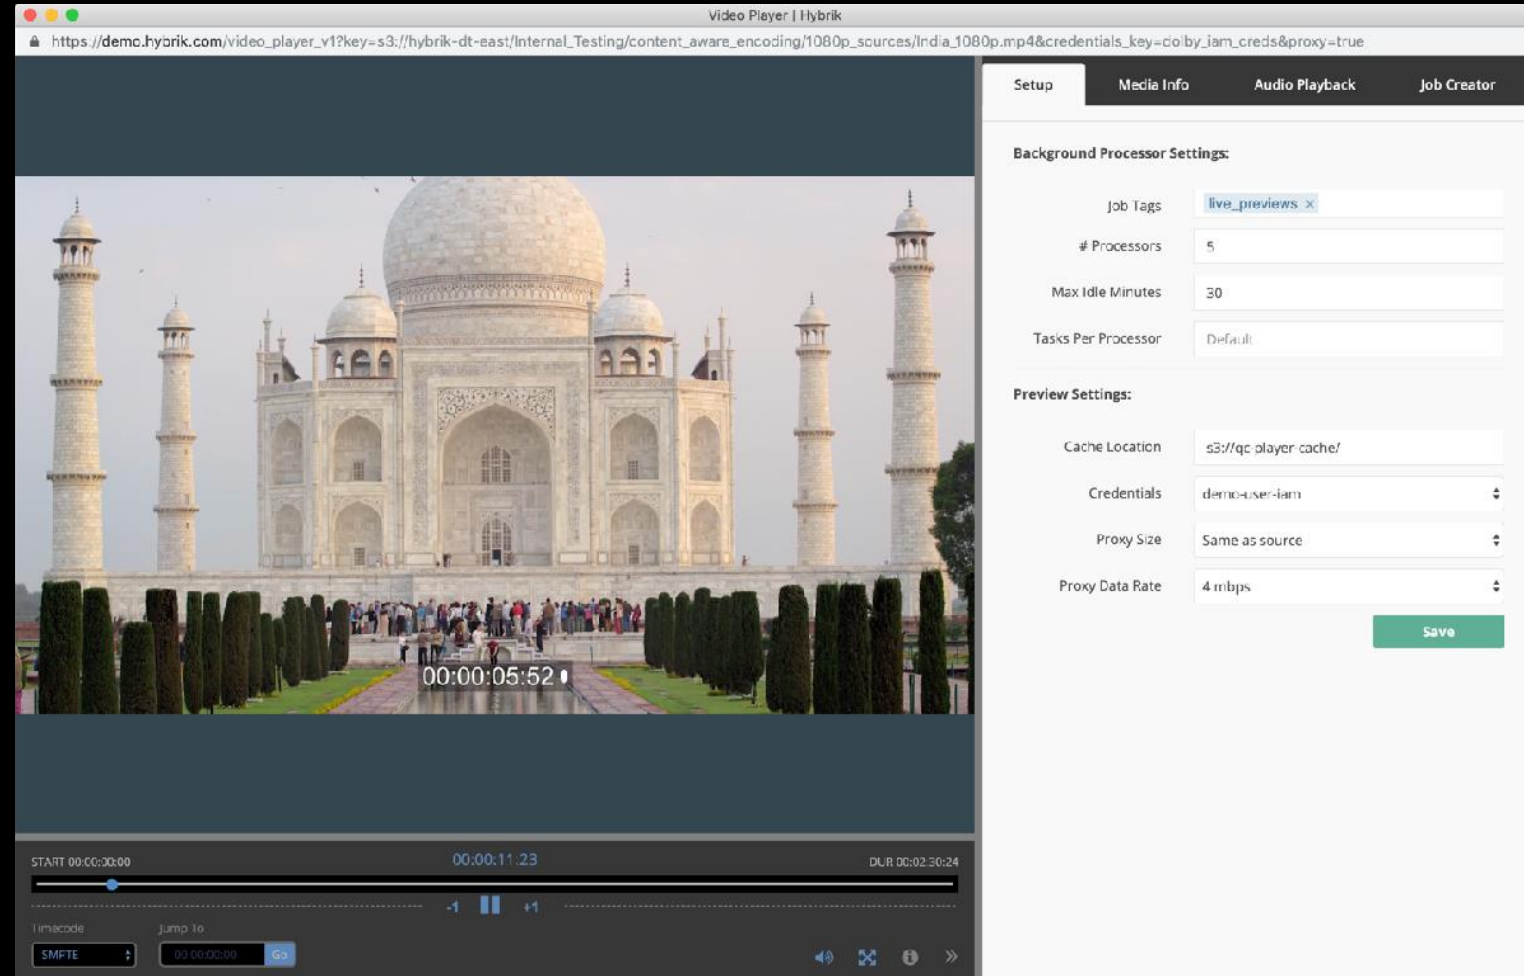 Video Player | Hybrik
https://demo.hybrik.com/video_player_v1?key=s3://hybrik-dt-east/Internal_Testing/content_aware_encoding/1080p_sources/India_1080p.mp4&credentials_key=dolby_iam_creds&proxy=true
Setup Media Info Audio Playback Job Creator
Background Processor Settings:
Job Tags live_previews ×
# Processors 5
Max Idle Minutes 30
Tasks Per Processor Default
Preview Settings:
Cache Location s3://qc-player-cache/
Credentials demo-user-iam
Proxy Size Same as source
Proxy Data Rate 4 mbps
Save
00:00:05:52
START 00:00:00:00 00:00:11:23 DUR 00:02:30:24
-1 +1
Timecode Jump To
SMPTE 00:00:00:00 Go